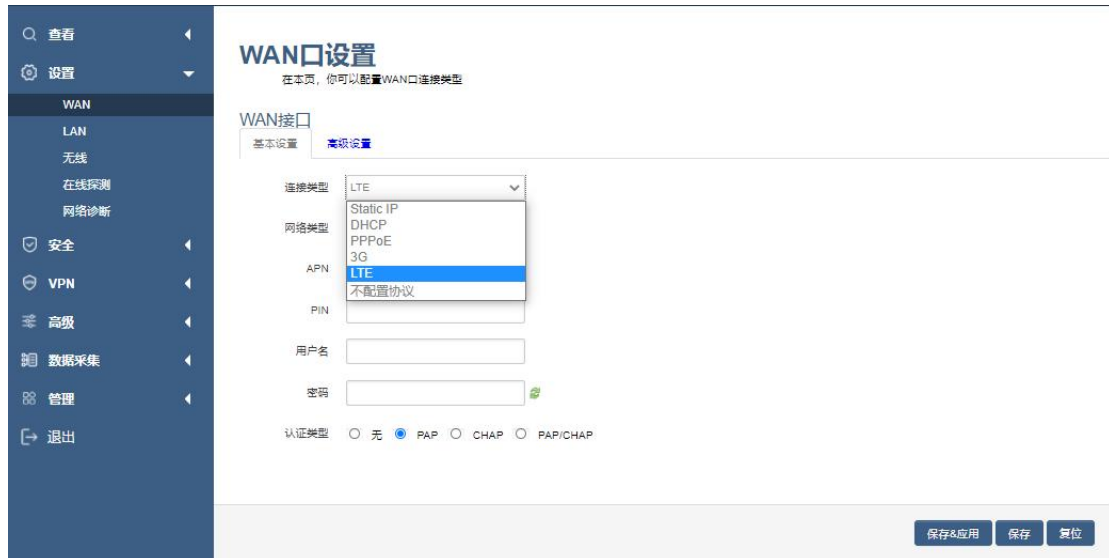 查看
设置
WAN
LAN
无线
在线探测
网络诊断
安全
VPN
高级
数据采集
管理
退出
WAN口设置
在本页，你可以配置WAN口连接类型
WAN接口
基本设置 高级设置
连接类型 LTE
Static IP
DHCP
PPPoE
3G
LTE
不配置协议
网络类型
APN
PIN
用户名
密码
认证类型 无 PAP CHAP PAP/CHAP
保存&应用 保存 复位